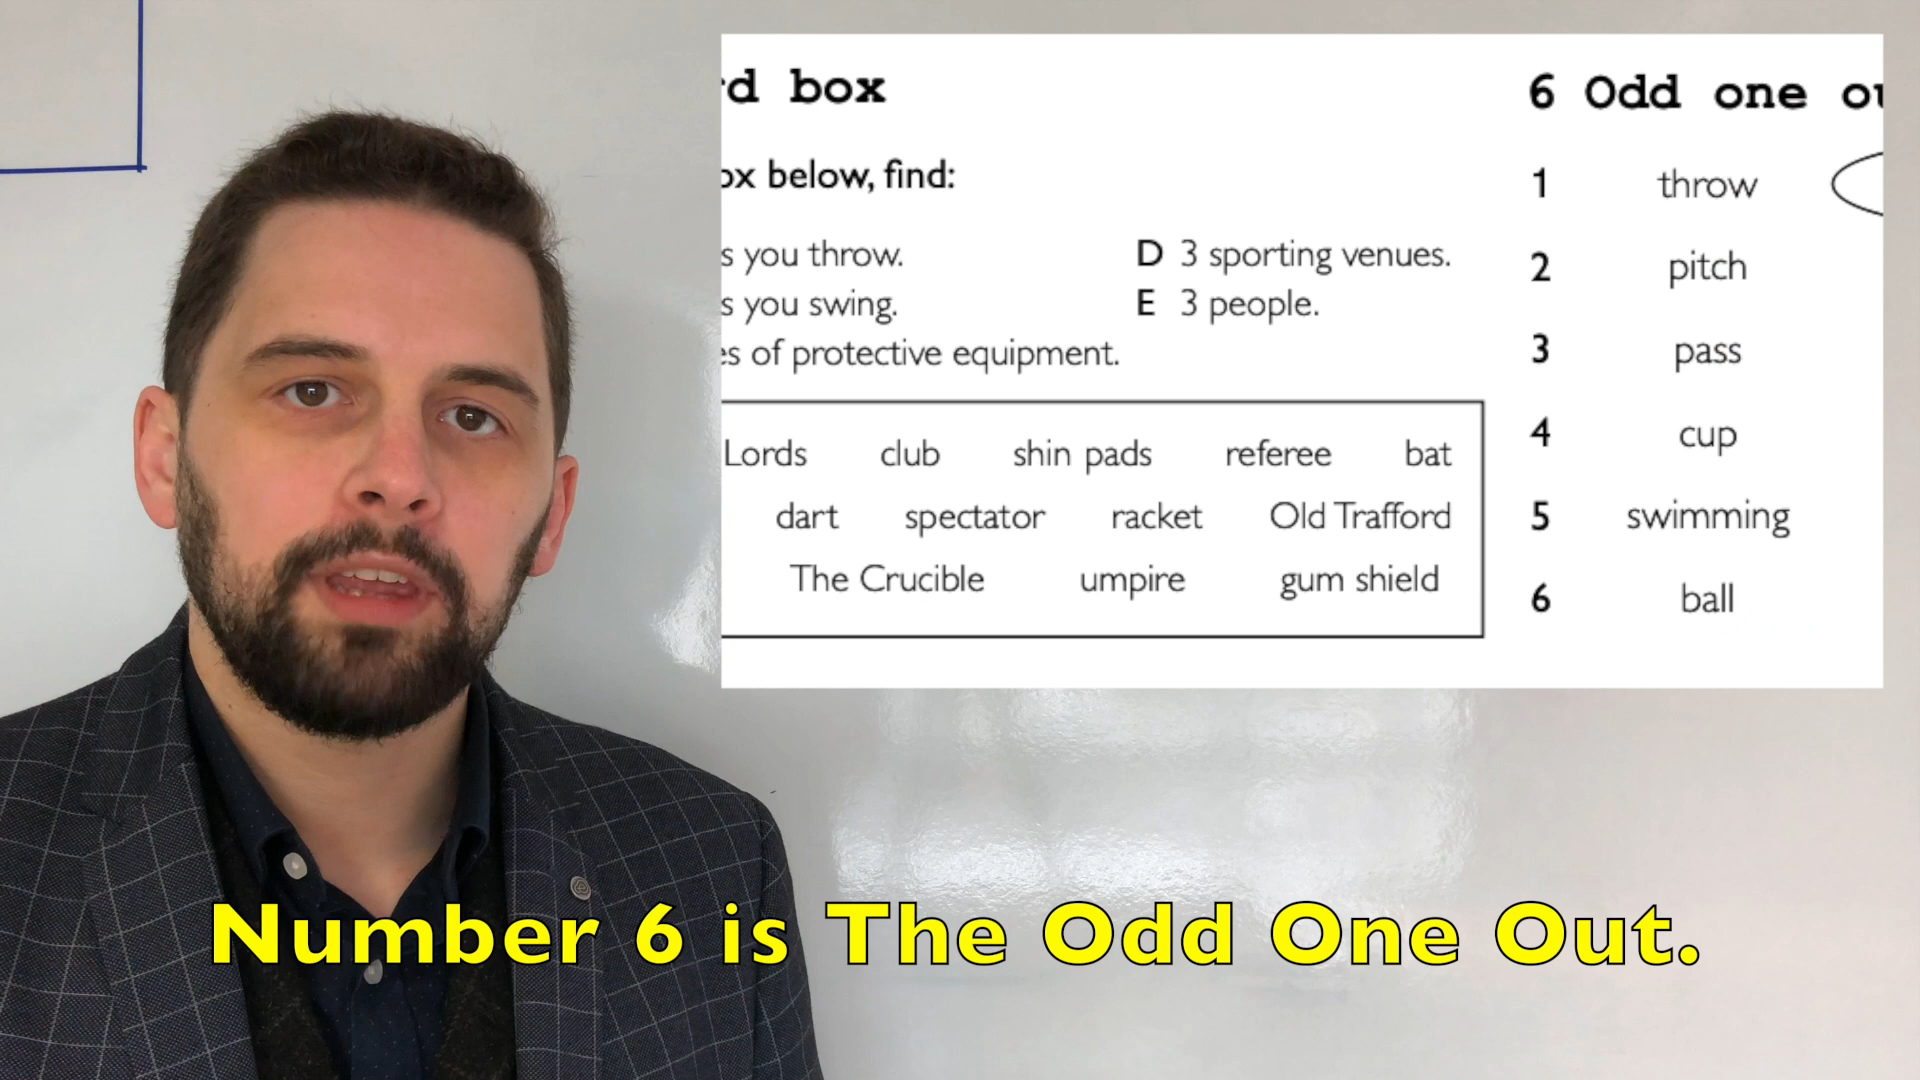 rd box
ox below, find:
s you throw.
s you swing.
es of protective equipment.
D 3 sporting venues.
E 3 people.
Lords club shin pads referee bat
dart spectator racket Old Trafford
The Crucible umpire gum shield
6 Odd one ou
1 throw
2 pitch
3 pass
4 cup
5 swimming
6 ball
Number 6 is The Odd One Out.